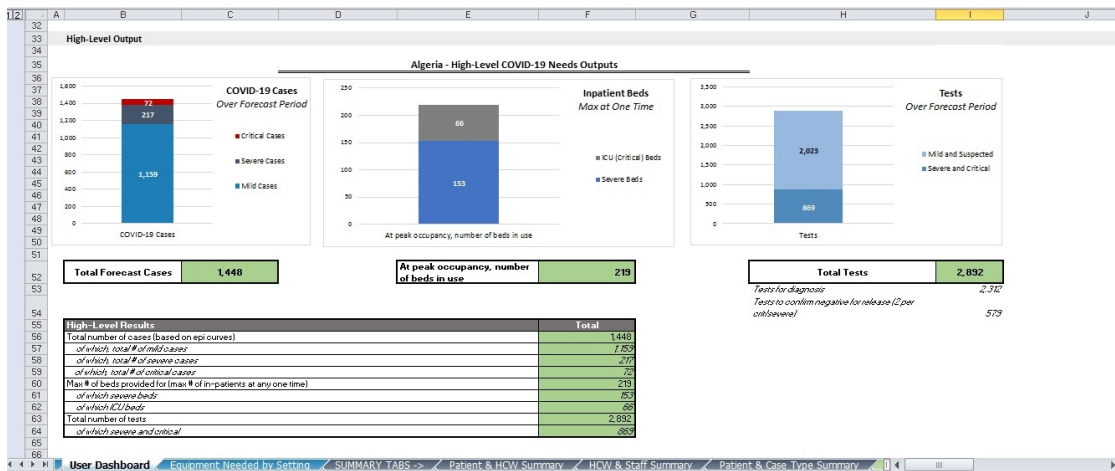 1 2
A B C D E F G H I J
32
33 High-Level Output
34
35 Algeria - High-Level COVID-19 Needs Outputs
36
37
38
39
40
41
42
43
44
45
46
47
48
49
50
COVID-19 Cases
Over Forecast Period
1,600
1,400
1,200
1,000
800
600
400
200
0
72
217
1,159
Critical Cases
Severe Cases
Mild Cases
COVID-19 Cases
Inpatient Beds
Max at One Time
250
200
150
100
50
0
66
153
ICU (Critical) Beds
Severe Beds
At peak occupancy, number of beds in use
Tests
Over Forecast Period
3,500
3,000
2,500
2,000
1,500
1,000
500
0
2,023
869
Mild and Suspected
Severe and Critical
Tests
51
52 Total Forecast Cases 1,448
At peak occupancy, number
of beds in use 219
Total Tests 2,892
53 Tests for diagnosis 2,312
54 Tests to confirm negative for release (2 per
crit/severe) 579
55 High-Level Results Total
56 Total number of cases (based on epi curves) 1,448
57 of which, total # of mild cases 1,159
58 of which, total # of severe cases 217
59 of which, total # of critical cases 72
60 Max # of beds provided for (max # of in-patients at any one time) 219
61 of which severe beds 153
62 of which ICU beds 66
63 Total number of tests 2,892
64 of which severe and critical 869
65
66
User Dashboard Equipment Needed by Setting SUMMARY TABS -> Patient & HCW Summary HCW & Staff Summary Patient & Case Type Summary